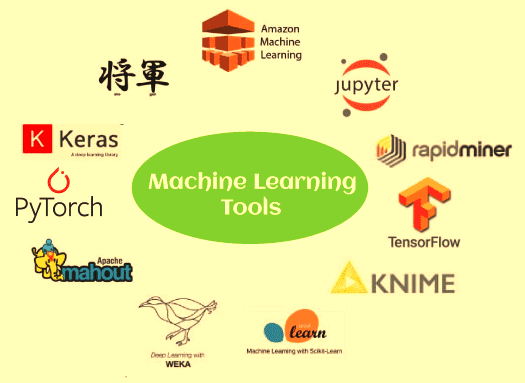 Amazon
Machine
Learning
将軍
jupyter
K Keras
A deep learning library
rapidminer
Machine Learning
Tools
PyTorch
TensorFlow
Apache
mahout
KNIME
learn
Deep Learning with
WEKA
Machine Learning with Scikit-Learn